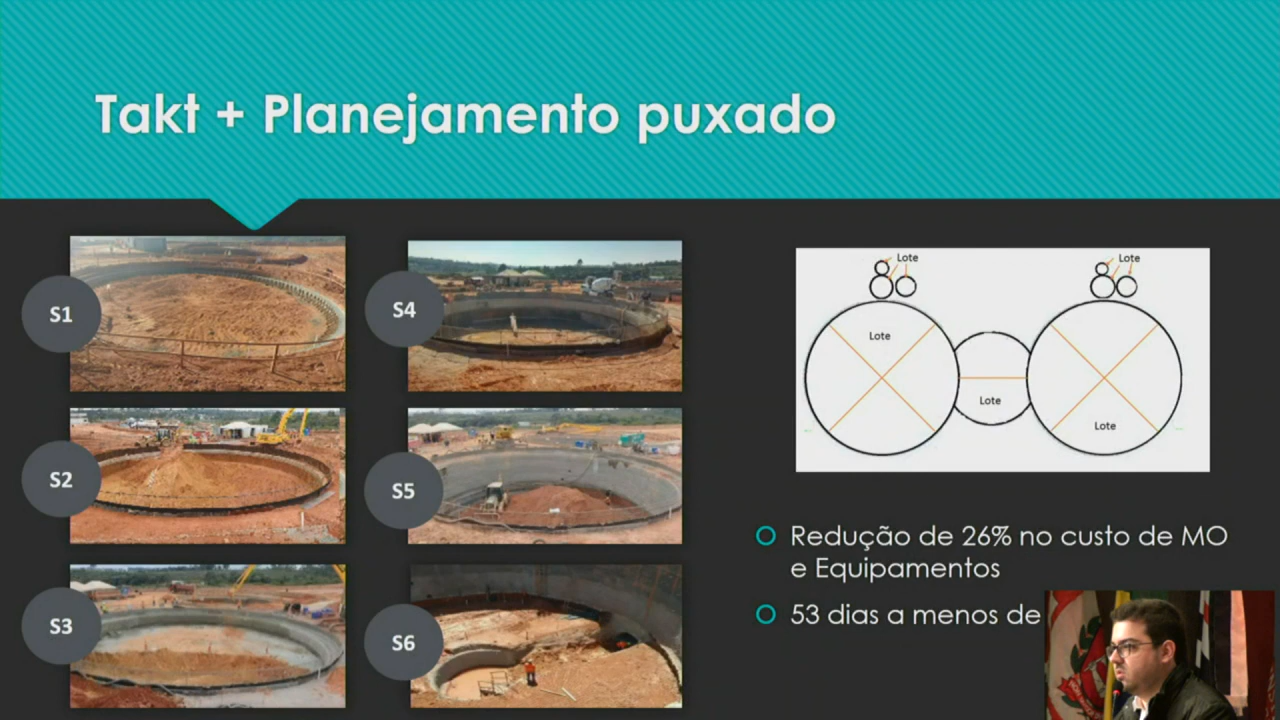 Takt + Planejamento puxado
S1
S2
S3
S4
S5
S6
Lote
Lote
Lote
Lote
Lote
Redução de 26% no custo de MO
e Equipamentos
53 dias a menos de